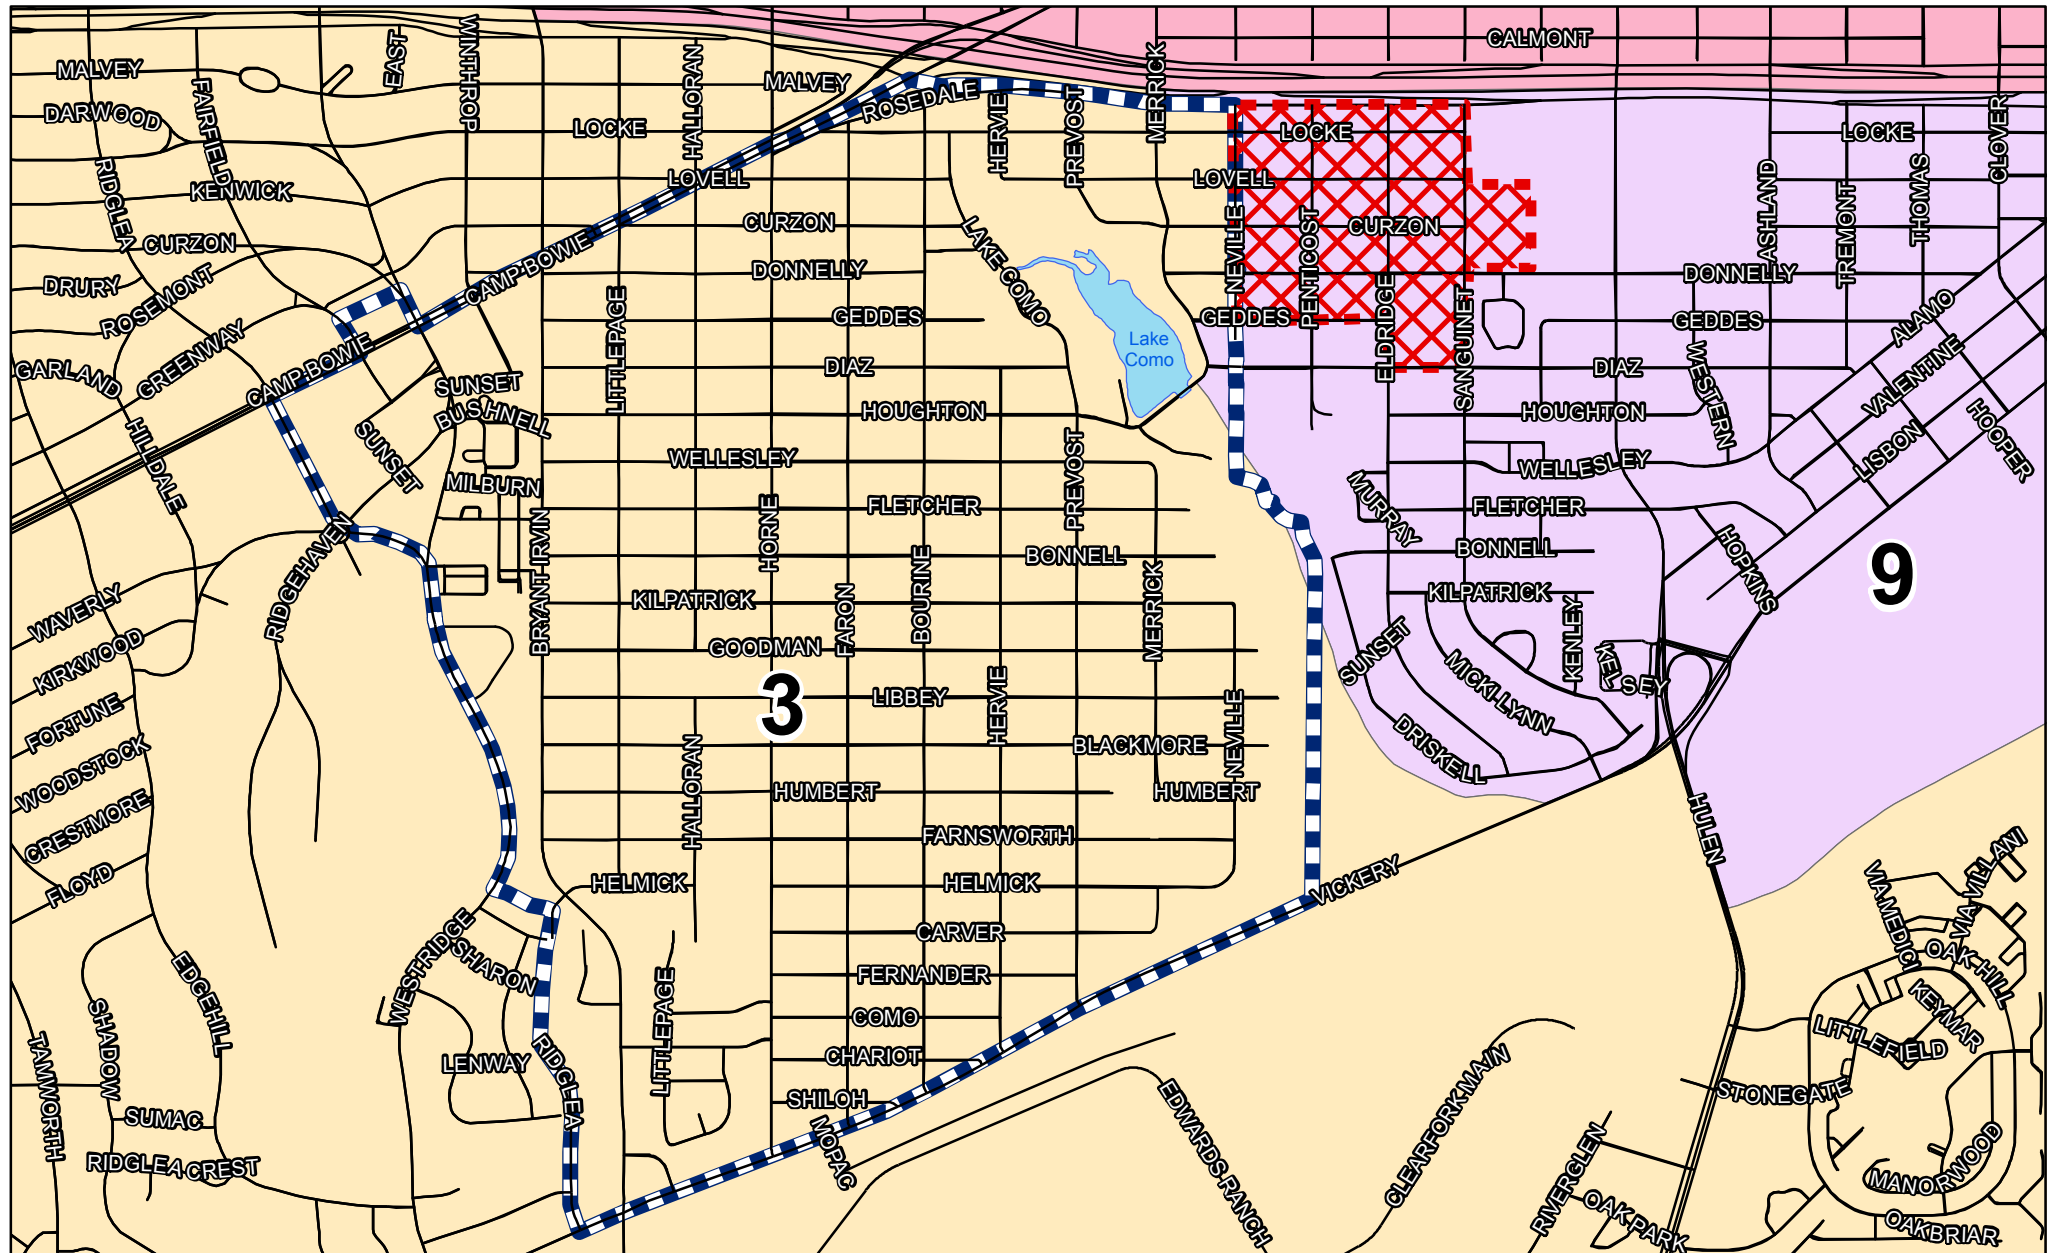 CALMONT
EAST
WINTHROP
MALVEY
HALLORAN
MALVEY
MERRICK
FARFIELD
DARWOOD
ROSEDALE
HERVIE
PREVOST
CLOVER
LOCKE
LOCKE
LOCKE
RIDGLEA
KENWICK
LOVELL
LOVELL
ASHLAND
THOMAS
TREMONT
CURZON
CURZON
CURZON
NEVILLE
PENTICOST
LAKE COMO
DRURY
ROSEMONT
CAMP BOWIE
DONNELLY
DONNELLY
ELDRIDGE
SANGUINET
LITTLEPAGE
GEDDES
GEDDES
GEDDES
ALAMO
GREENWAY
Lake
Como
WESTERN
VALENTINE
GARLAND
CAMP BOWIE
SUNSET
DIAZ
DIAZ
BUSHNELL
HOUGHTON
HOUGHTON
HOOPER
HILLDALE
SUNSET
LISBON
WELLESLEY
WELLESLEY
PREVOST
MILBURN
MURRAY
HORNE
FLETCHER
FLETCHER
RIDGEHAVEN
BRYANT IRVIN
BONNELL
BONNELL
HOPKINS
9
BOURINE
WAVERLY
KILPATRICK
KILPATRICK
FARON
MERRICK
KENLEY
KIRKWOOD
GOODMAN
SUNSET
KELSEY
MICKI LYNN
3
LIBBEY
HERVIE
NEVILLE
FORTUNE
BLACKMORE
DRISKELL
WOODSTOCK
HALLORAN
HUMBERT
HUMBERT
CRESTMORE
FARNSWORTH
HULEN
FLOYD
HELMICK
HELMICK
VICKERY
VIA VILLANI
VIA MEDICI
WESTRIDGE
CARVER
SHARON
EDGEHILL
FERNANDER
OAK HILL
LITTLEPAGE
COMO
KEYMAR
SHADOW
LITTLEFIELD
TAMWORTH
LENWAY
RIDGLEA
CHARIOT
CLEARFORK MAIN
STONEGATE
SHILOH
SUMAC
MOPAC
EDWARDS RANCH
RIDGLEA CREST
RIVERGLEN
MANORWOOD
OAK PARK
OAKBRIAR